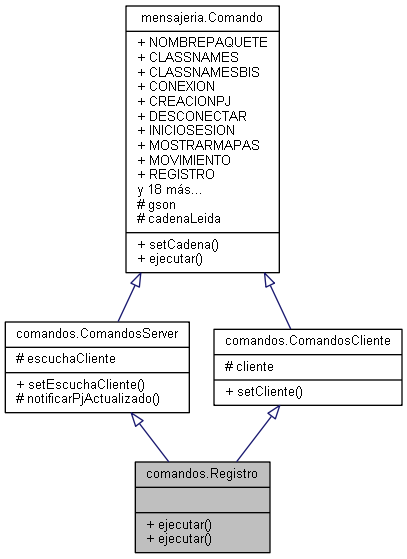 mensajeria.Comando
+ NOMBREPAQUETE
+ CLASSNAMES
+ CLASSNAMESBIS
+ CONEXION
+ CREACIONPJ
+ DESCONECTAR
+ INICIOSESION
+ MOSTRARMAPAS
+ MOVIMIENTO
+ REGISTRO
y 18 más...
# gson
# cadenaLeida
+ setCadena()
+ ejecutar()
comandos.ComandosServer
# escuchaCliente
+ setEscuchaCliente()
# notificarPjActualizado()
comandos.ComandosCliente
# cliente
+ setCliente()
comandos.Registro
+ ejecutar()
+ ejecutar()